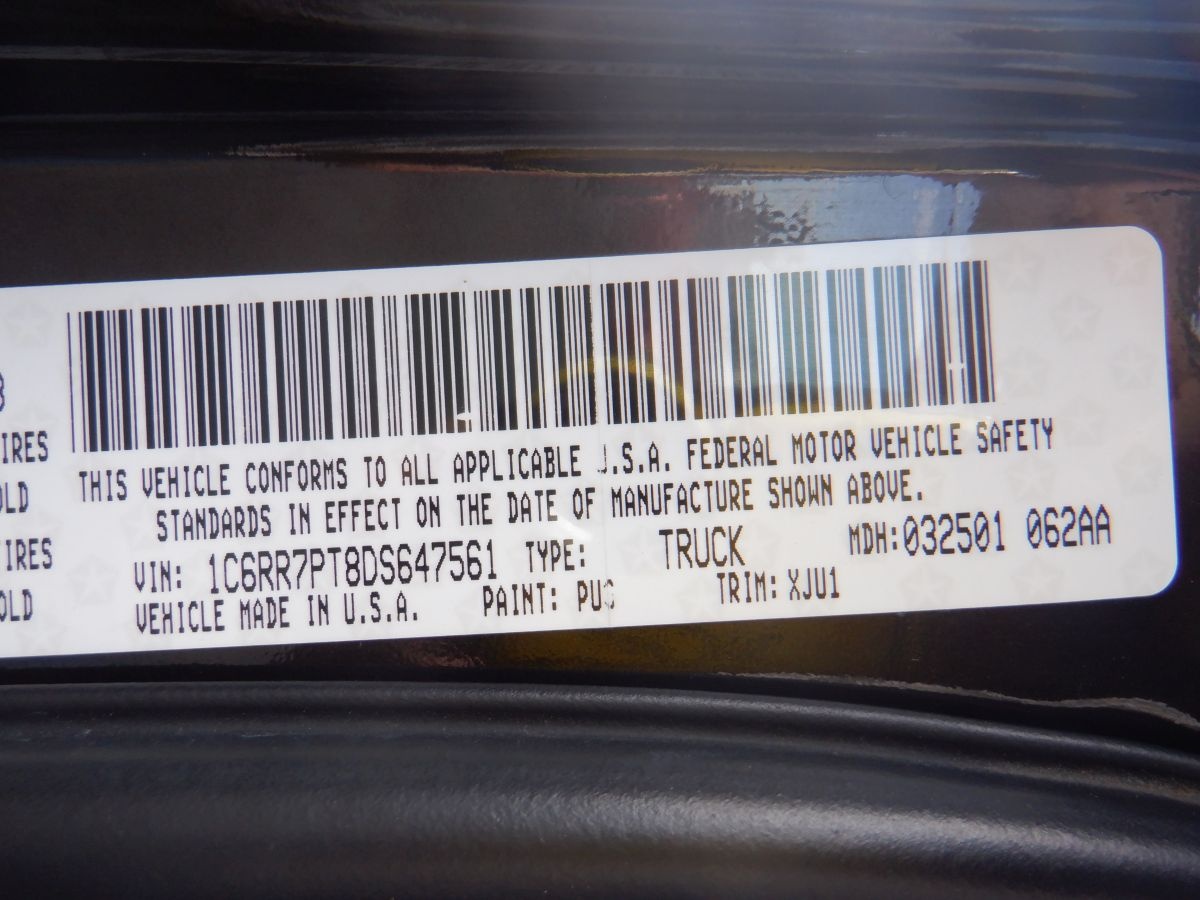 THIS VEHICLE CONFORMS TO ALL APPLICABLE U.S.A. FEDERAL MOTOR VEHICLE SAFETY
STANDARDS IN EFFECT ON THE DATE OF MANUFACTURE SHOWN ABOVE.
VIN: 1C6RR7PT8DS647561 TYPE: TRUCK MDH:032501 062AA
VEHICLE MADE IN U.S.A. PAINT: TRIM: XJU1